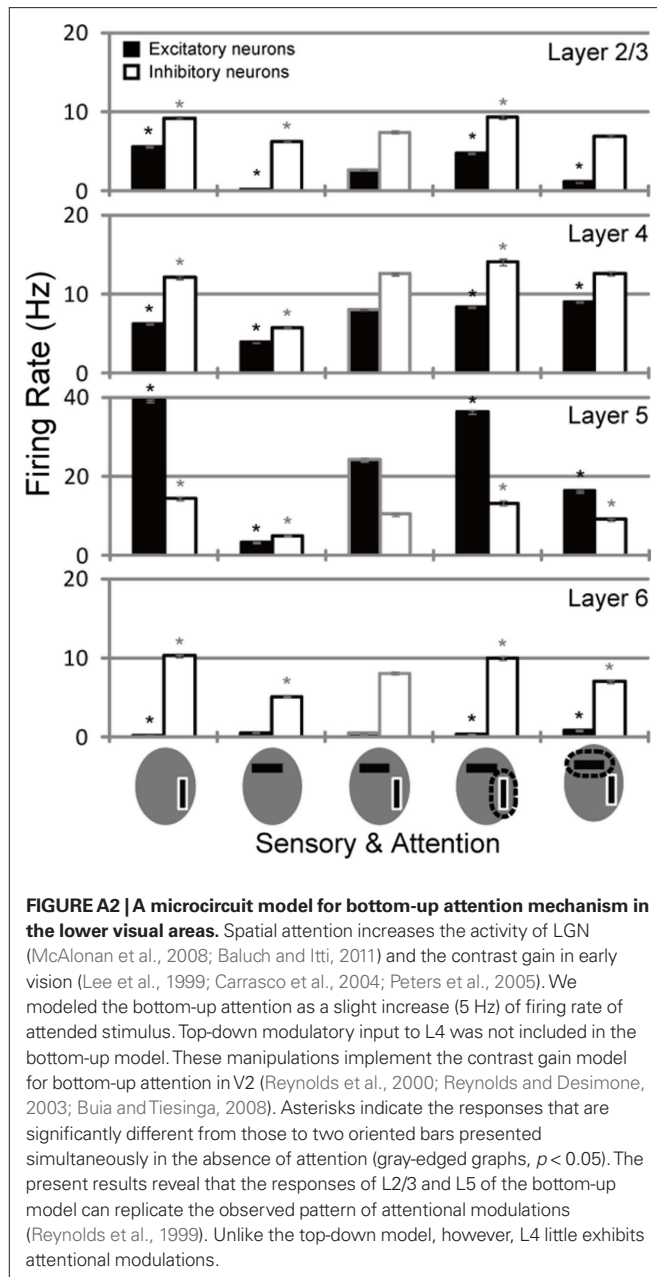 20
Excitatory neurons
Inhibitory neurons
Layer 2/3
10
* * * * * * *
0
20
Layer 4
10
* * * * * * *
0
40
Layer 5
20
* * * * * * * *
0
20
Layer 6
10
* * * * * * *
0
Firing Rate (Hz)
Sensory & Attention
FIGURE A2 | A microcircuit model for bottom-up attention mechanism in
the lower visual areas. Spatial attention increases the activity of LGN
(McAlonan et al., 2008; Baluch and Itti, 2011) and the contrast gain in early
vision (Lee et al., 1999; Carrasco et al., 2004; Peters et al., 2005). We
modeled the bottom-up attention as a slight increase (5 Hz) of firing rate of
attended stimulus. Top-down modulatory input to L4 was not included in the
bottom-up model. These manipulations implement the contrast gain model
for bottom-up attention in V2 (Reynolds et al., 2000; Reynolds and Desimone,
2003; Buia and Tiesinga, 2008). Asterisks indicate the responses that are
significantly different from those to two oriented bars presented
simultaneously in the absence of attention (gray-edged graphs, p < 0.05). The
present results reveal that the responses of L2/3 and L5 of the bottom-up
model can replicate the observed pattern of attentional modulations
(Reynolds et al., 1999). Unlike the top-down model, however, L4 little exhibits
attentional modulations.